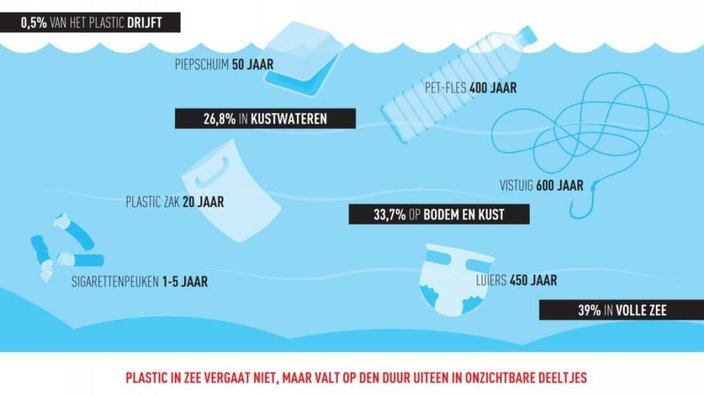 0,5% VAN HET PLASTIC DRIJFT
PIEPSCHUIM 50 JAAR
PET-FLES 400 JAAR
26,8% IN KUSTWATEREN
VISTUIG 600 JAAR
PLASTIC ZAK 20 JAAR
33,7% OP BODEM EN KUST
SIGARETTENPEUKEN 1-5 JAAR
LUIERS 450 JAAR
39% IN VOLLE ZEE
PLASTIC IN ZEE VERGAAT NIET, MAAR VALT OP DEN DUUR UITEEN IN ONZICHTBARE DEELTJES